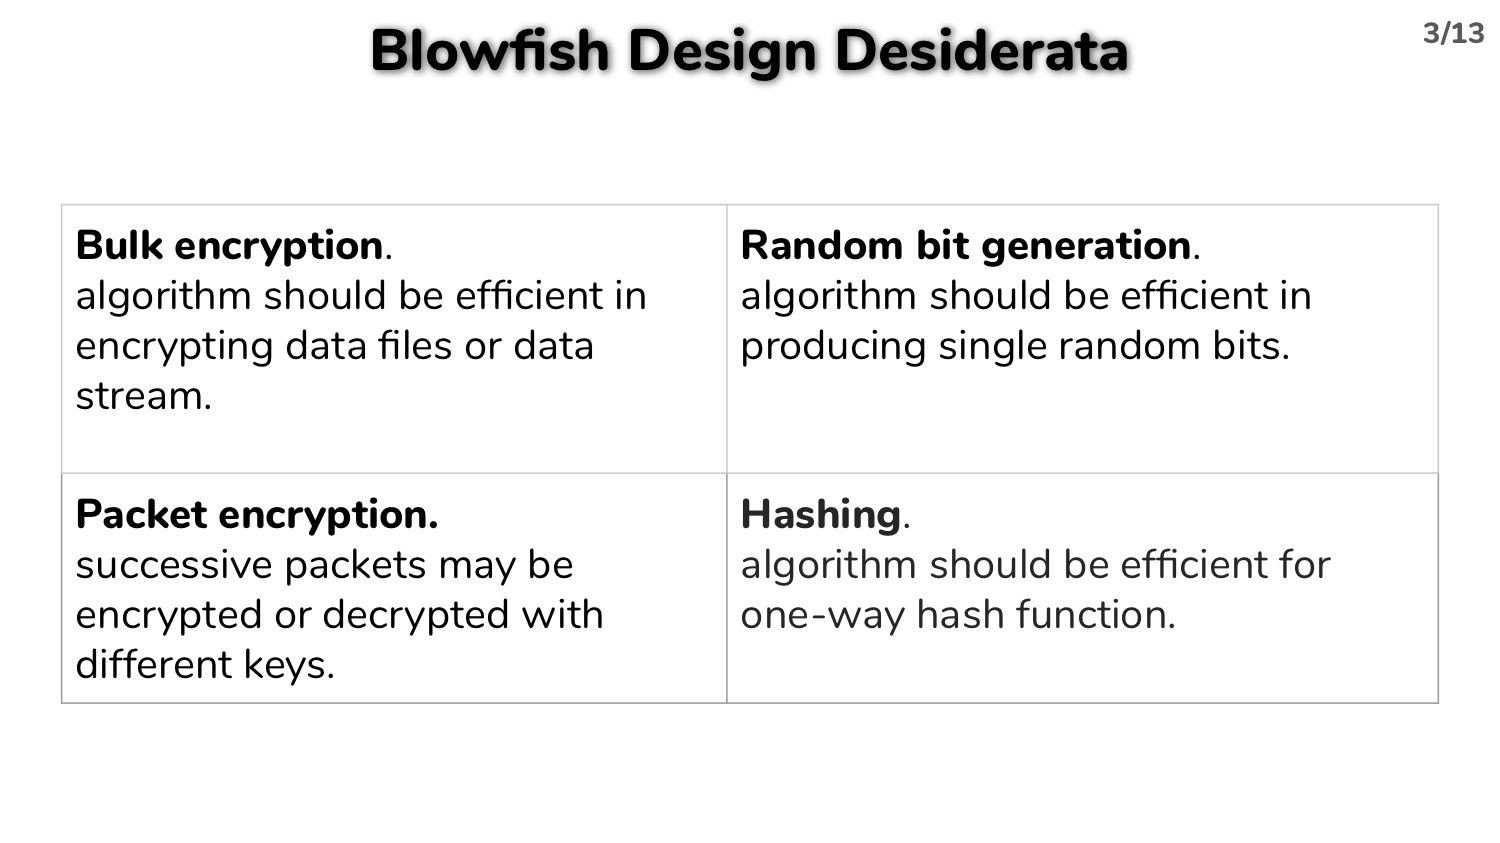 Blowfish Design Desiderata
3/13
Bulk encryption.
algorithm should be efficient in
encrypting data files or data
stream.
Random bit generation.
algorithm should be efficient in
producing single random bits.
Packet encryption.
successive packets may be
encrypted or decrypted with
different keys.
Hashing.
algorithm should be efficient for
one-way hash function.